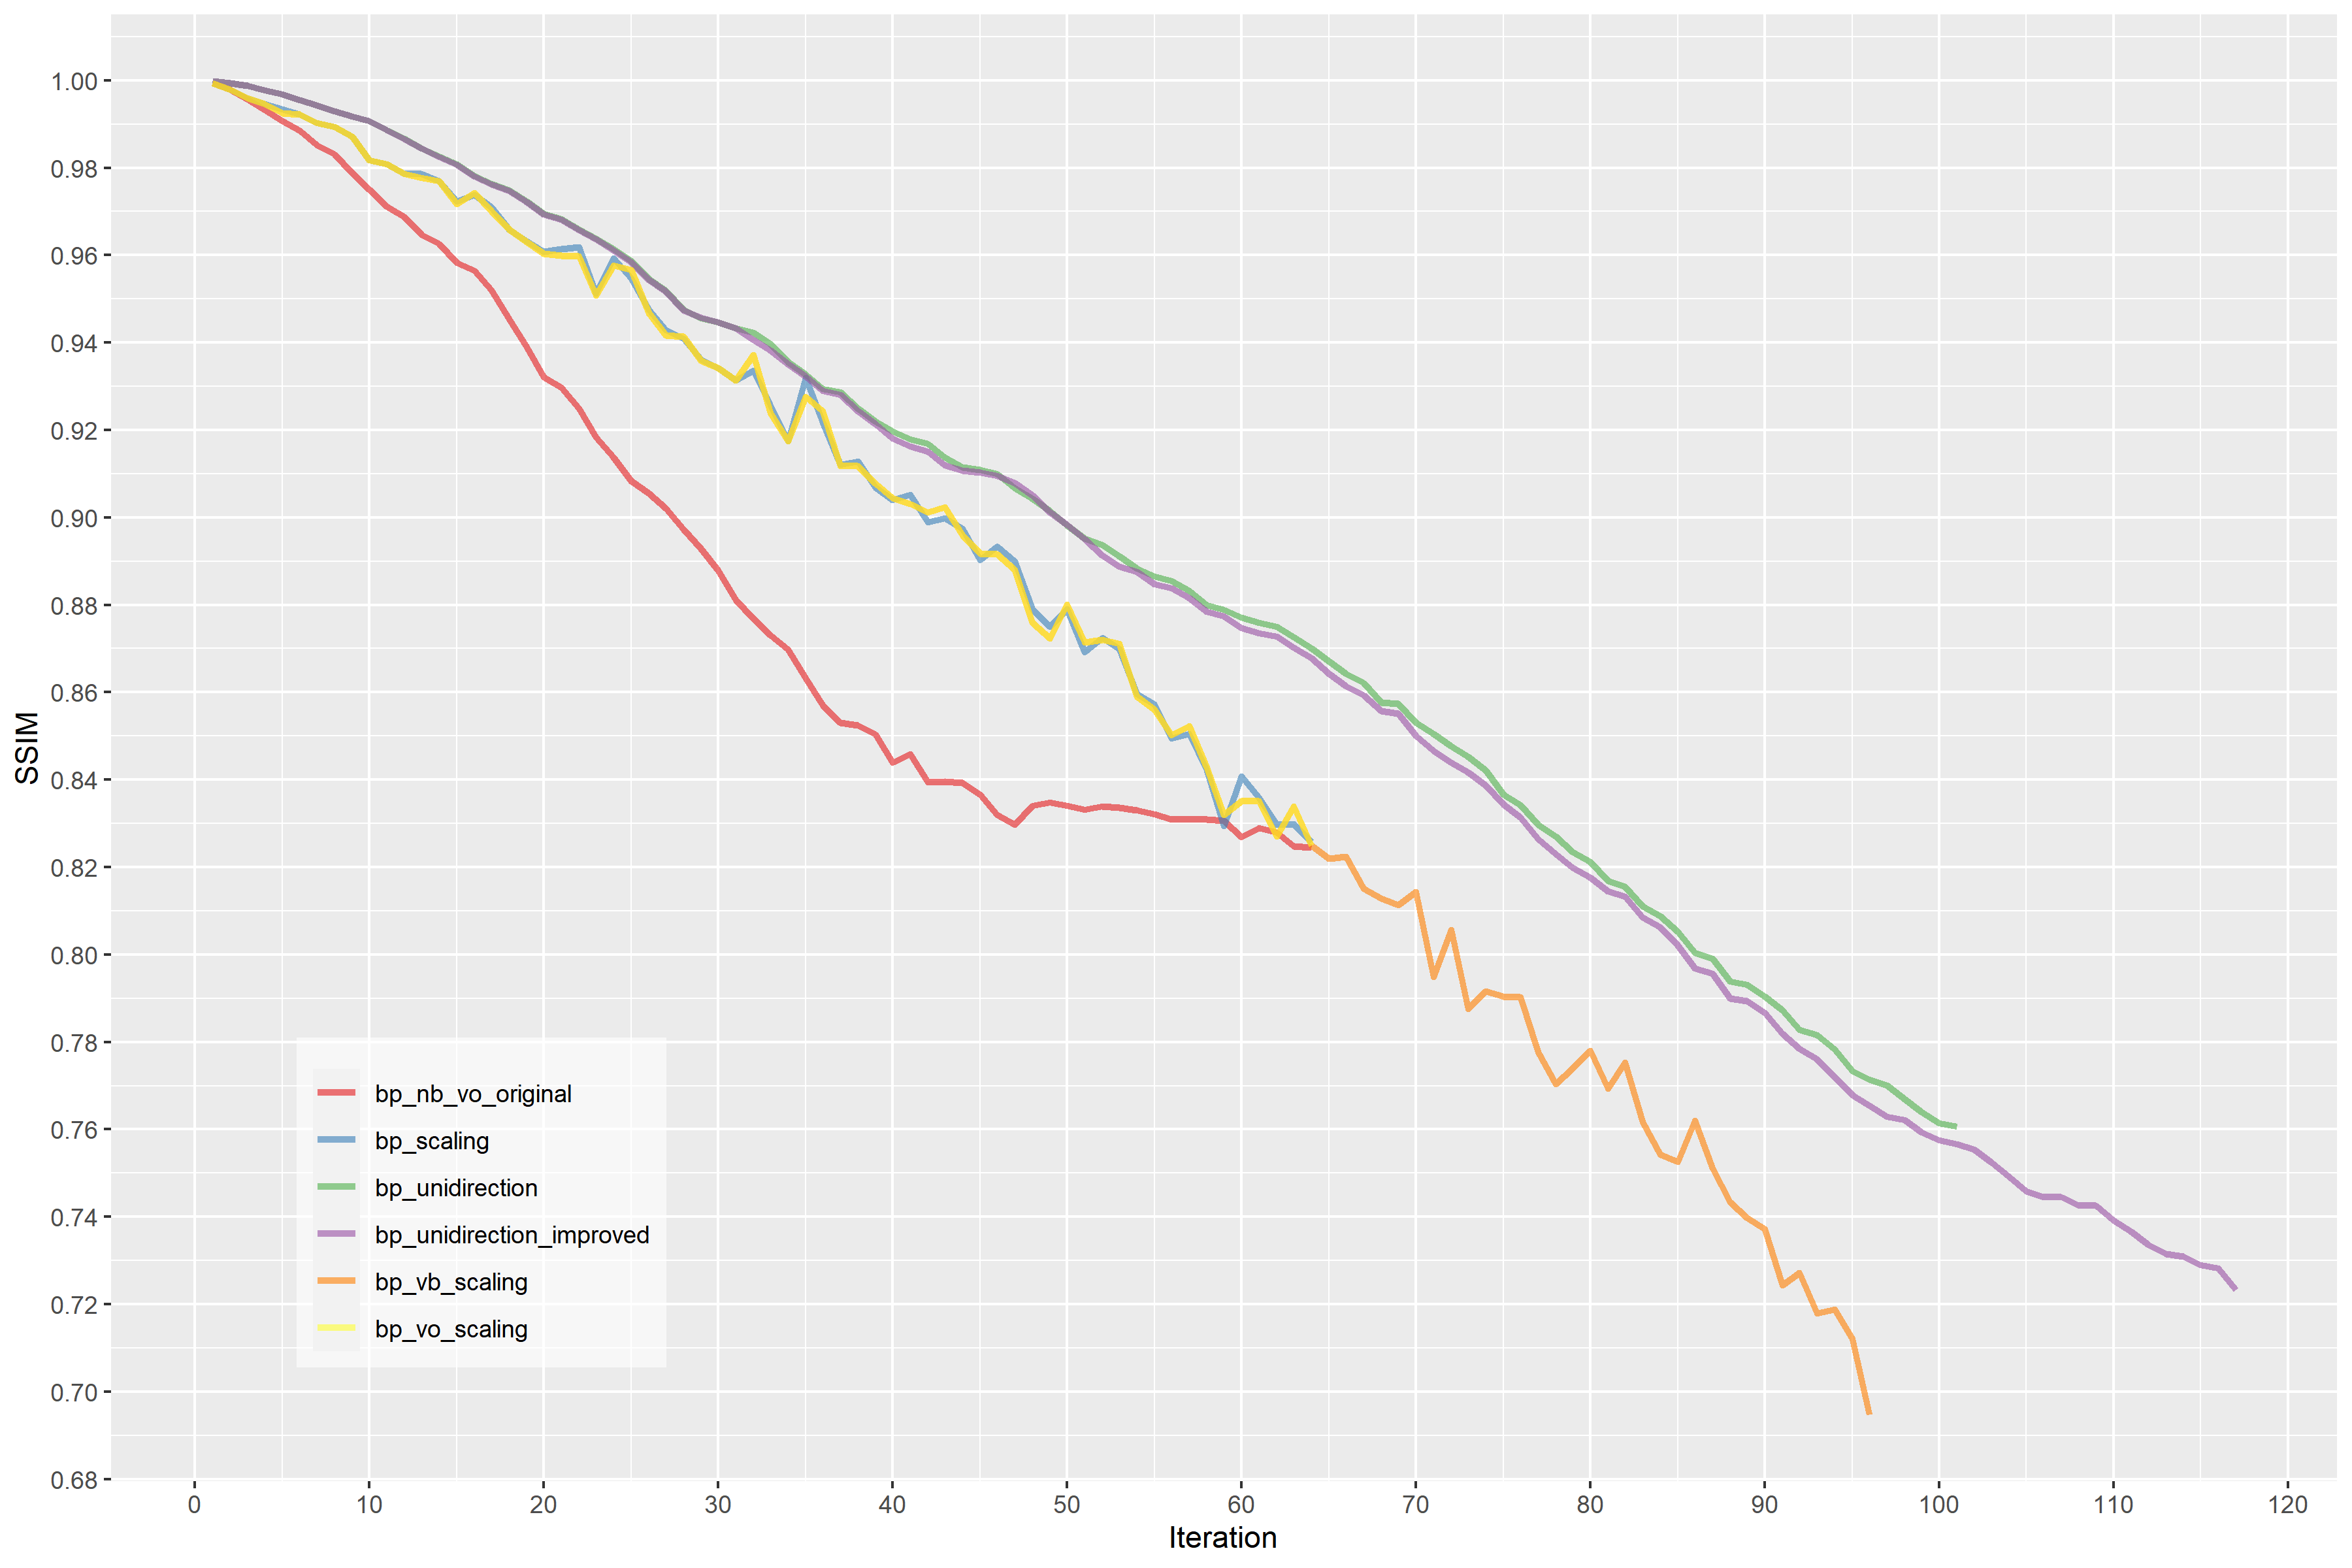 1.00
0.98
0.96
0.94
0.92
0.90
0.88
0.86
0.84
0.82
0.80
0.78
0.76
0.74
0.72
0.70
0.68
SSIM
bp_nb_vo_original
bp_scaling
bp_unidirection
bp_unidirection_improved
bp_vb_scaling
bp_vo_scaling
0 10 20 30 40 50 60 70 80 90 100 110 120
Iteration